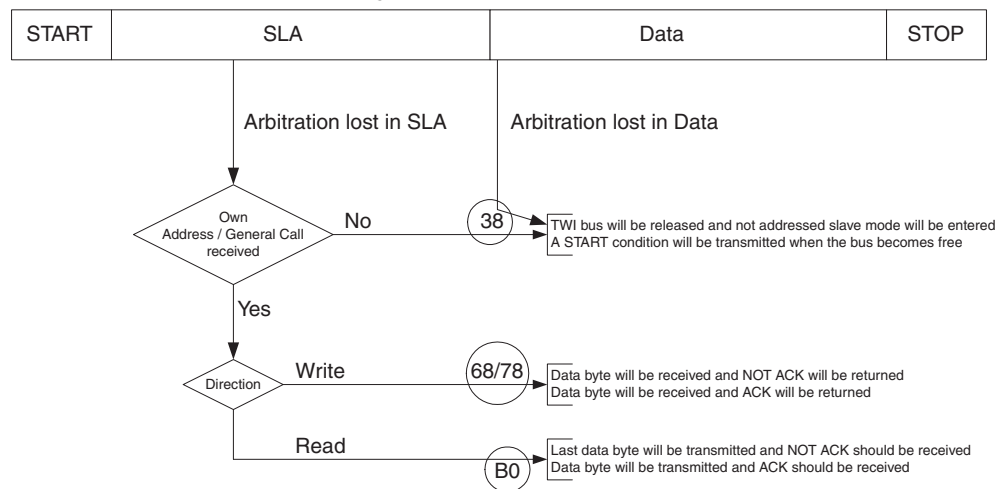 START SLA Data STOP
Arbitration lost in SLA Arbitration lost in Data
Own
Address / General Call
received
No
38
TWI bus will be released and not addressed slave mode will be entered
A START condition will be transmitted when the bus becomes free
Yes
Direction
Write
68/78
Data byte will be received and NOT ACK will be returned
Data byte will be received and ACK will be returned
Read
B0
Last data byte will be transmitted and NOT ACK should be received
Data byte will be transmitted and ACK should be received